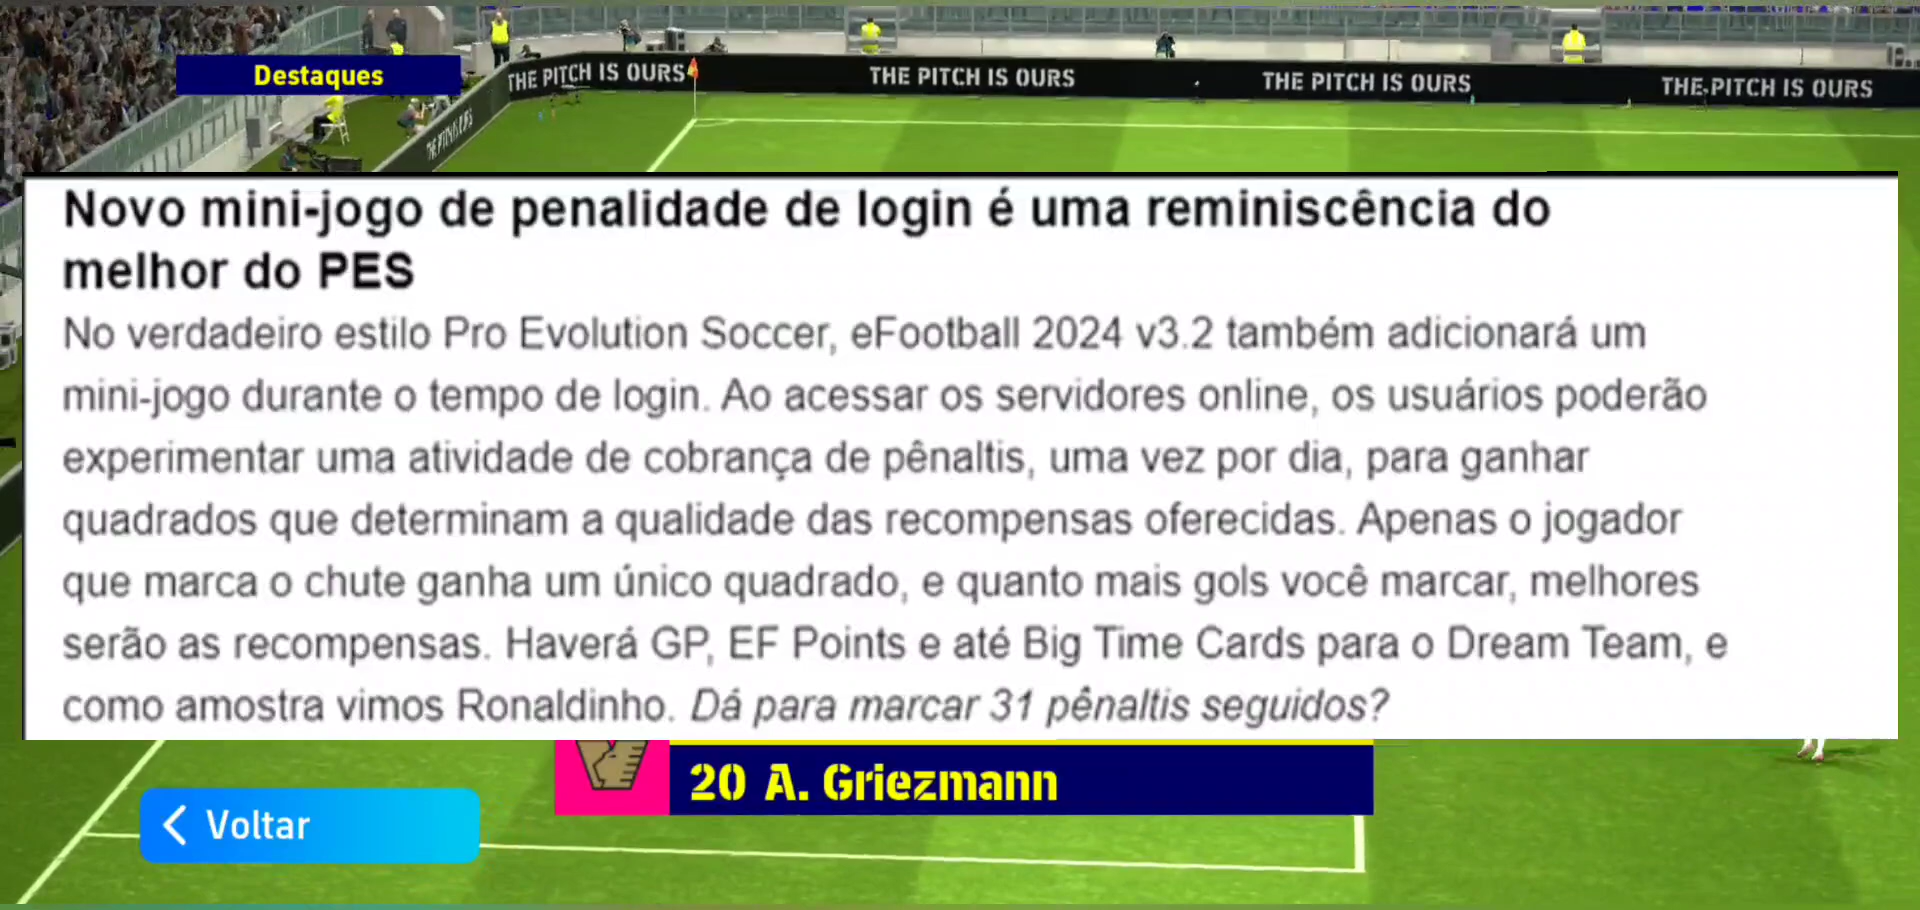 Destaques
THE PITCH IS OURS
THE PITCH IS OURS
THE PITCH IS OURS
THE PITCH IS OURS
THE PITCH IS OURS
Novo mini-jogo de penalidade de login é uma reminiscência do
melhor do PES
No verdadeiro estilo Pro Evolution Soccer, eFootball 2024 v3.2 também adicionará um
mini-jogo durante o tempo de login. Ao acessar os servidores online, os usuários poderão
experimentar uma atividade de cobrança de pênaltis, uma vez por dia, para ganhar
quadrados que determinam a qualidade das recompensas oferecidas. Apenas o jogador
que marca o chute ganha um único quadrado, e quanto mais gols você marcar, melhores
serão as recompensas. Haverá GP, EF Points e até Big Time Cards para o Dream Team, e
como amostra vimos Ronaldinho. Dá para marcar 31 pênaltis seguidos?
20 A. Griezmann
Voltar